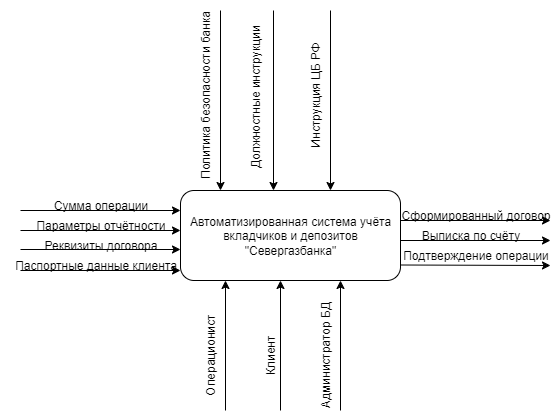 Политика безопасности банка
Должностные инструкции
Инструкция ЦБ РФ
Сумма операции
Параметры отчётности
Реквизиты договора
Паспортные данные клиента
Автоматизированная система учёта
вкладчиков и депозитов
"Севергазбанка"
Сформированный договор
Выписка по счёту
Подтверждение операции
Операционист
Клиент
Администратор БД